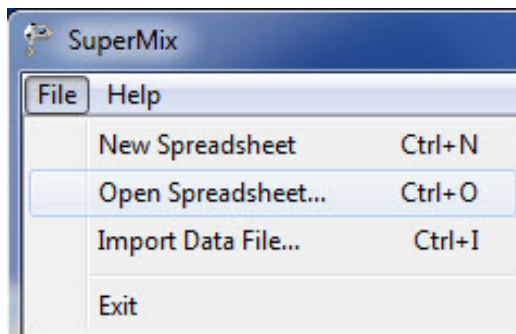 SuperMix
File Help
New Spreadsheet Ctrl+N
Open Spreadsheet... Ctrl+O
Import Data File... Ctrl+I
Exit